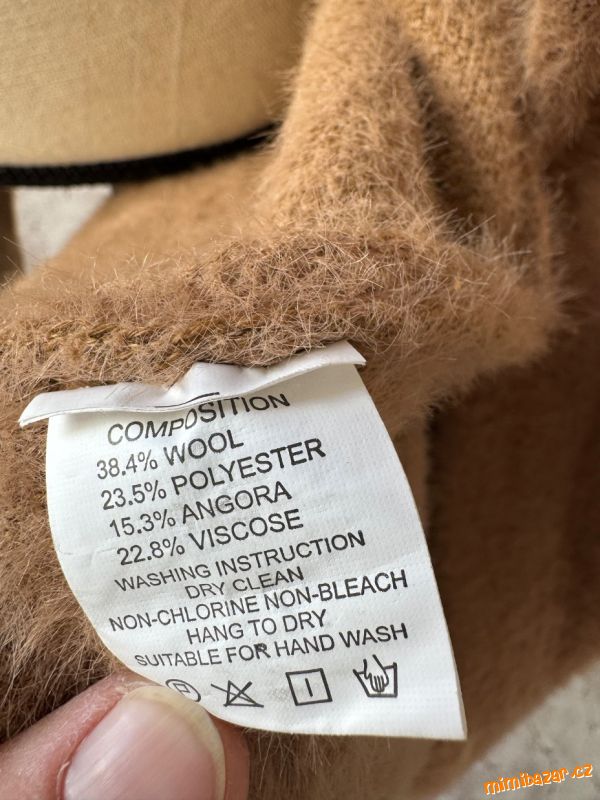 COMPOSITION
38.4% WOOL
23.5% POLYESTER
15.3% ANGORA
22.8% VISCOSE
WASHING INSTRUCTION
DRY CLEAN
NON-CHLORINE NON-BLEACH
HANG TO DRY
SUITABLE FOR HAND WASH
mimibazar.cz